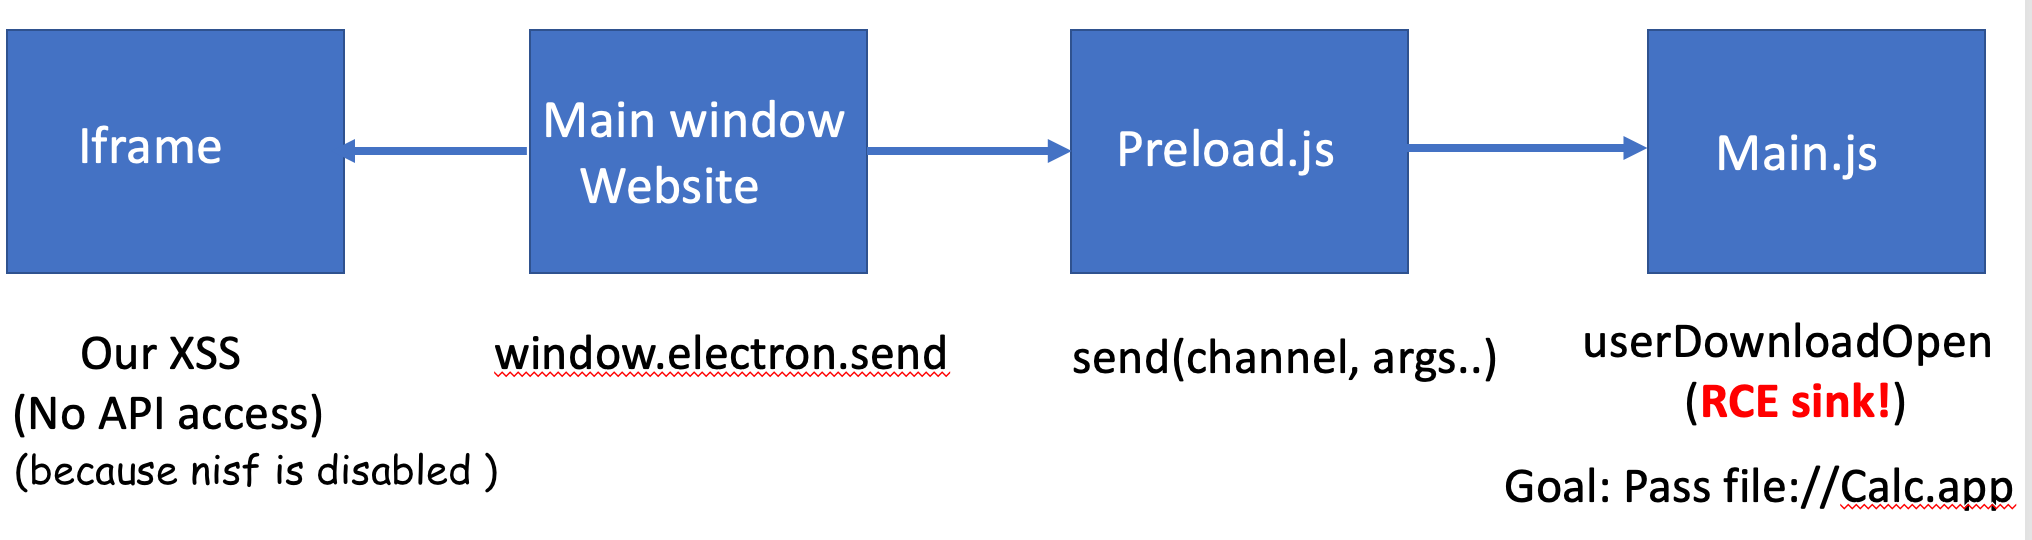 Iframe
Main window
Website
Preload.js
Main.js
Our XSS
(No API access)
(because nisf is disabled )
window.electron.send
send(channel, args..)
userDownloadOpen
(RCE sink!)
Goal: Pass file://Calc.app